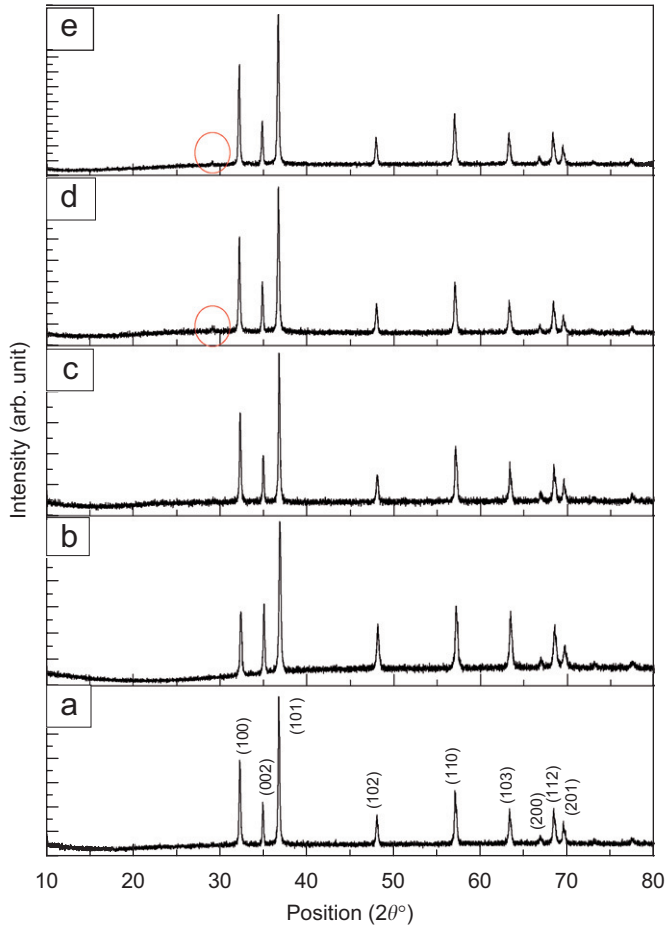 e
d
c
b
a
Intensity (arb. unit)
(100)
(002)
(101)
(102)
(110)
(103)
(200)
(112)
(201)
10 20 30 40 50 60 70 80
Position (2θ°)